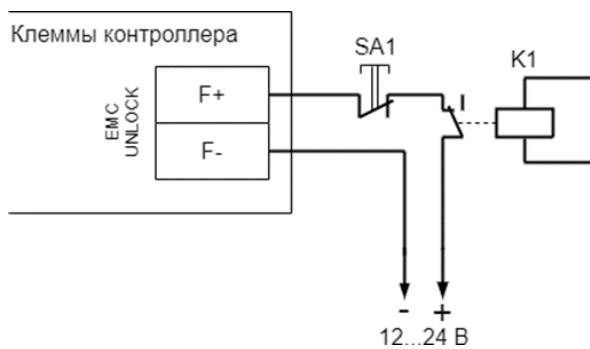 Клеммы контроллера
SA1
K1
EMC
UNLOCK
F+
F-
- +
12...24 В